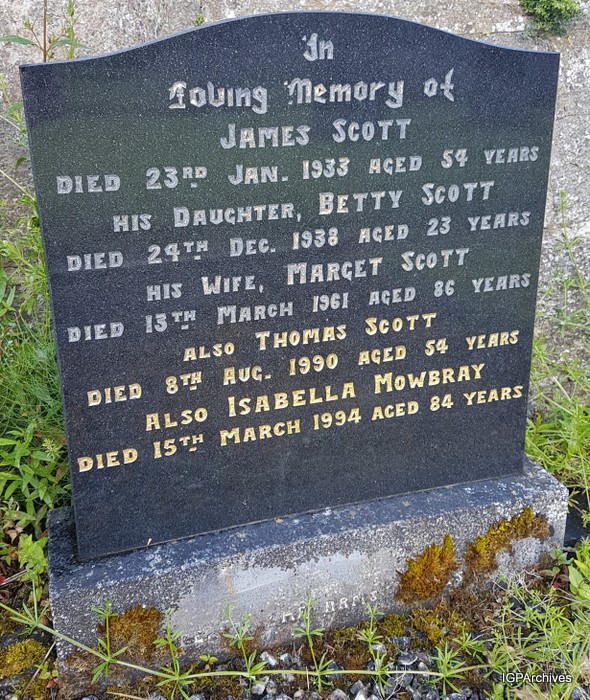 In
Loving Memory of
JAMES SCOTT
DIED 23RD JAN. 1933 AGED 54 YEARS
HIS DAUGHTER, BETTY SCOTT
DIED 24TH DEC. 1938 AGED 23 YEARS
HIS WIFE, MARGET SCOTT
DIED 13TH MARCH 1961 AGED 86 YEARS
ALSO THOMAS SCOTT
DIED 8TH AUG. 1990 AGED 54 YEARS
ALSO ISABELLA MOWBRAY
DIED 15TH MARCH 1994 AGED 84 YEARS
IGPArchives